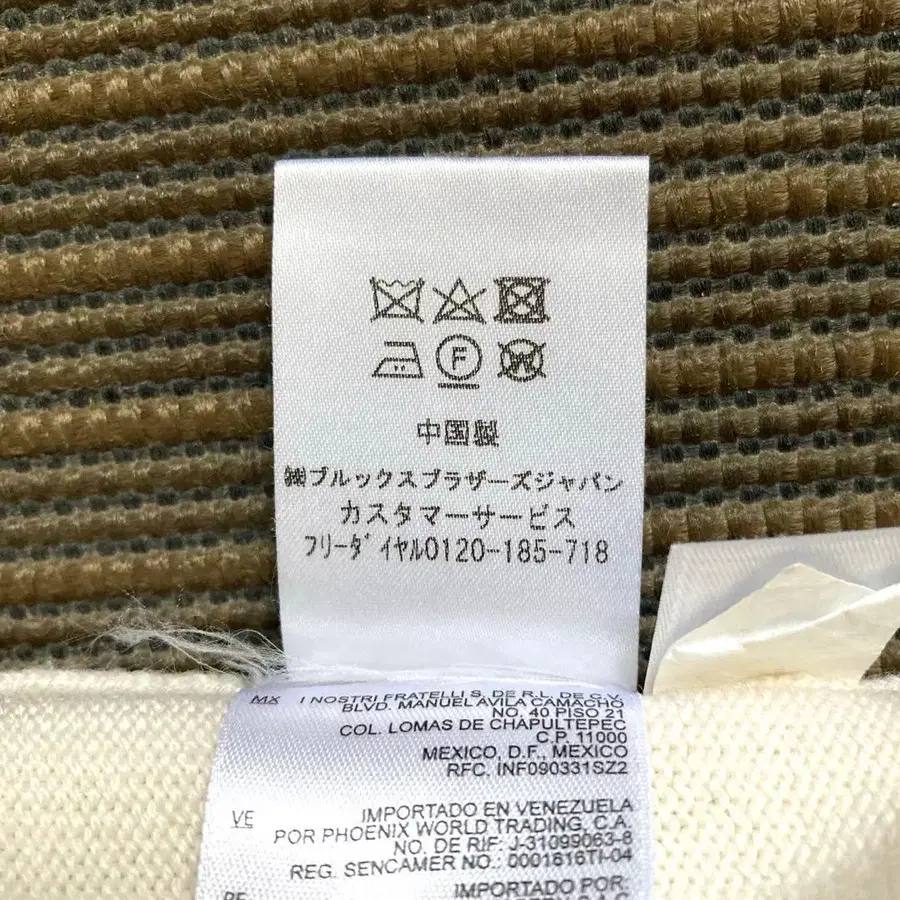 F W
中国製
㈱ブルックスブラザーズジャパン
カスタマーサービス
フリーダイヤル0120-185-718
MX I NOSTRI FRATELLI S. DE R.L. DE C.V.
BLVD. MANUEL AVILA CAMACHO
NO. 40 PISO 21
COL. LOMAS DE CHAPULTEPEC
C.P. 11000
MEXICO, D.F., MEXICO
RFC. INF090331SZ2
VE IMPORTADO EN VENEZUELA
POR PHOENIX WORLD TRADING, C.A.
NO. DE RIF: J-31099063-8
REG. SENCAMER NO.: 0001816TI-04
PE IMPORTADO POR: